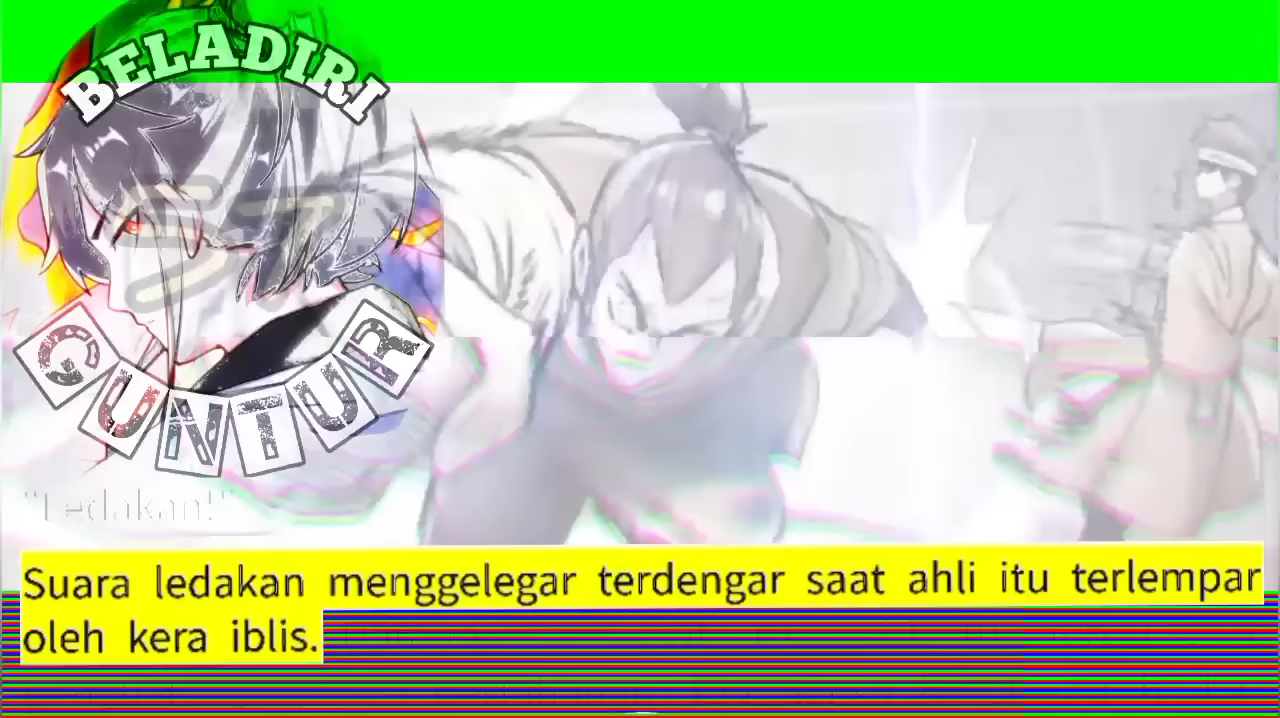 BELADIRI
GUNTUR
"Ledakan!"
Suara ledakan menggelegar terdengar saat ahli itu terlempar
oleh kera iblis.